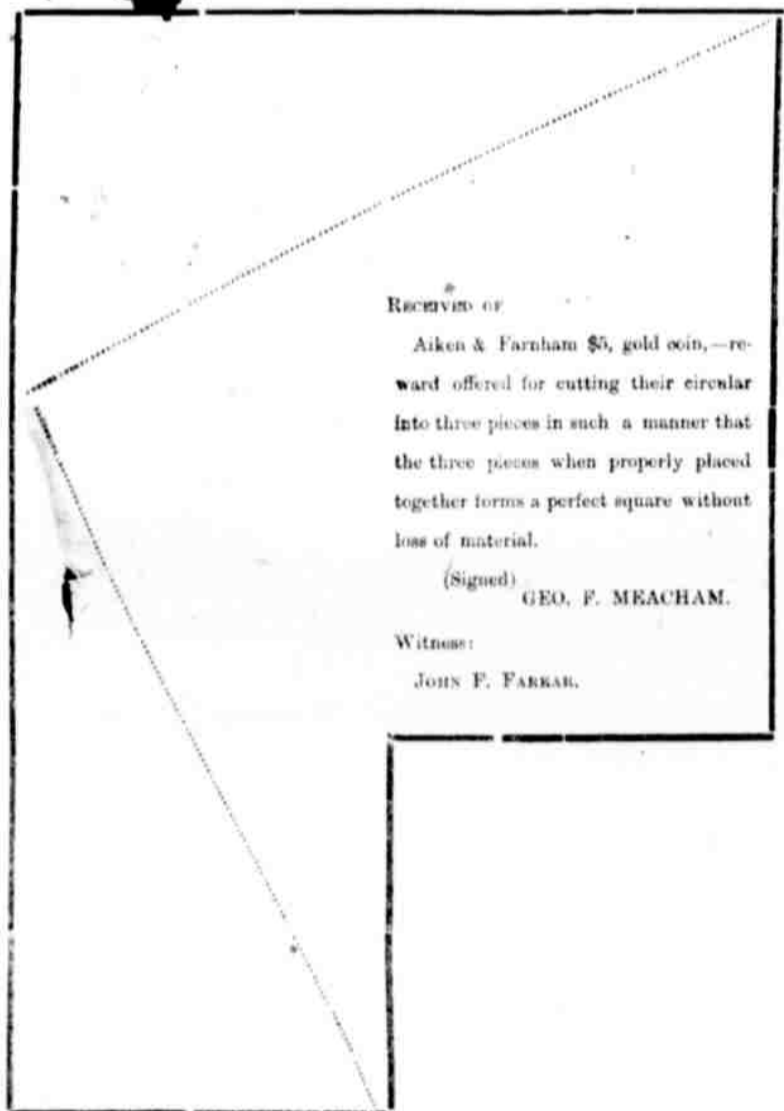 RECEIVED OF
Aiken & Farnham $5, gold coin,—re-
ward offered for cutting their circular
into three pieces in such a manner that
the three pieces when properly placed
together forms a perfect square without
loss of material.
(Signed)
GEO. F. MEACHAM.
Witness:
JOHN F. FARRAR.